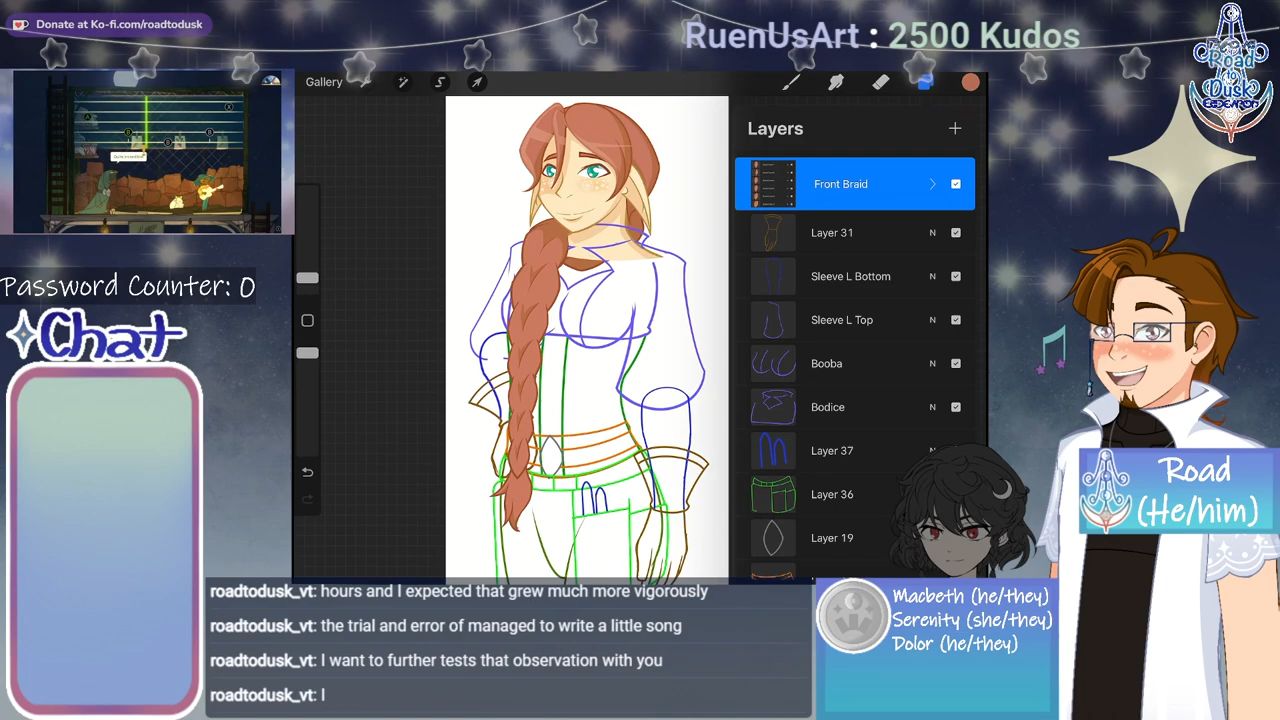 Donate at Ko-fi.com/roadtodusk
RuenUsArt : 2500 Kudos
Road
to
Dusk
Password Counter: 0
Chat
Gallery
Layers
Front Braid
Layer 31 N
Sleeve L Bottom N
Sleeve L Top N
Booba N
Bodice N
Layer 37 N
Layer 36
Layer 19
Road
(He/him)
roadtodusk_vt: hours and I expected that grew much more vigorously
roadtodusk_vt: the trial and error of managed to write a little song
roadtodusk_vt: I want to further tests that observation with you
roadtodusk_vt: I
Macbeth (he/they)
Serenity (she/they)
Dolor (he/they)